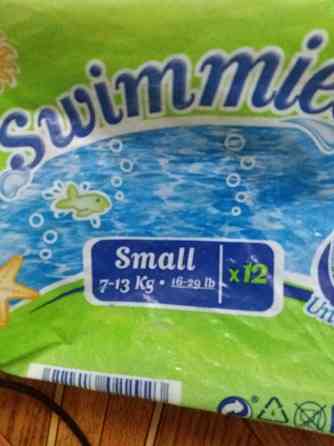 Swimmie
Small
7-13 Kg • 16-29 lb
x12